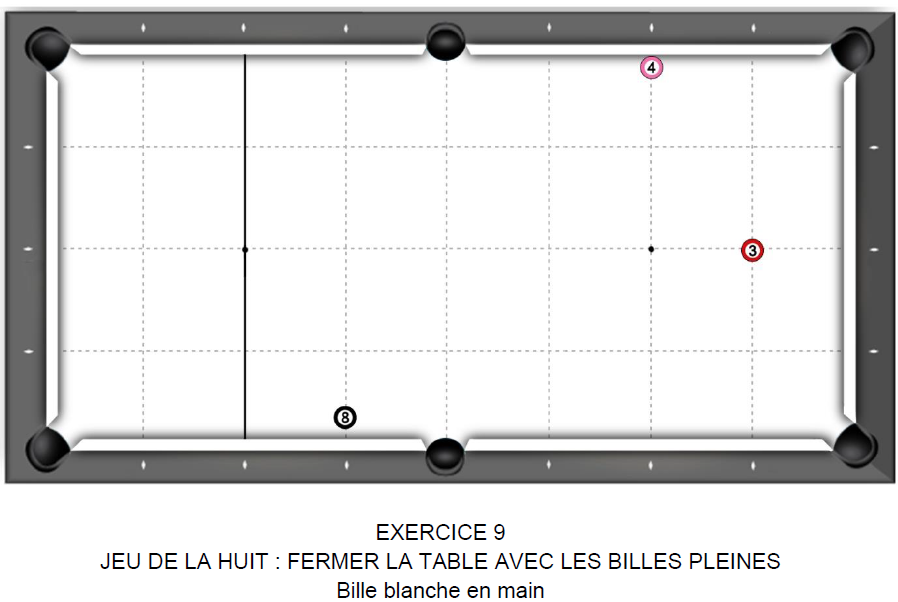 4
3
8
EXERCICE 9
JEU DE LA HUIT : FERMER LA TABLE AVEC LES BILLES PLEINES
Bille blanche en main